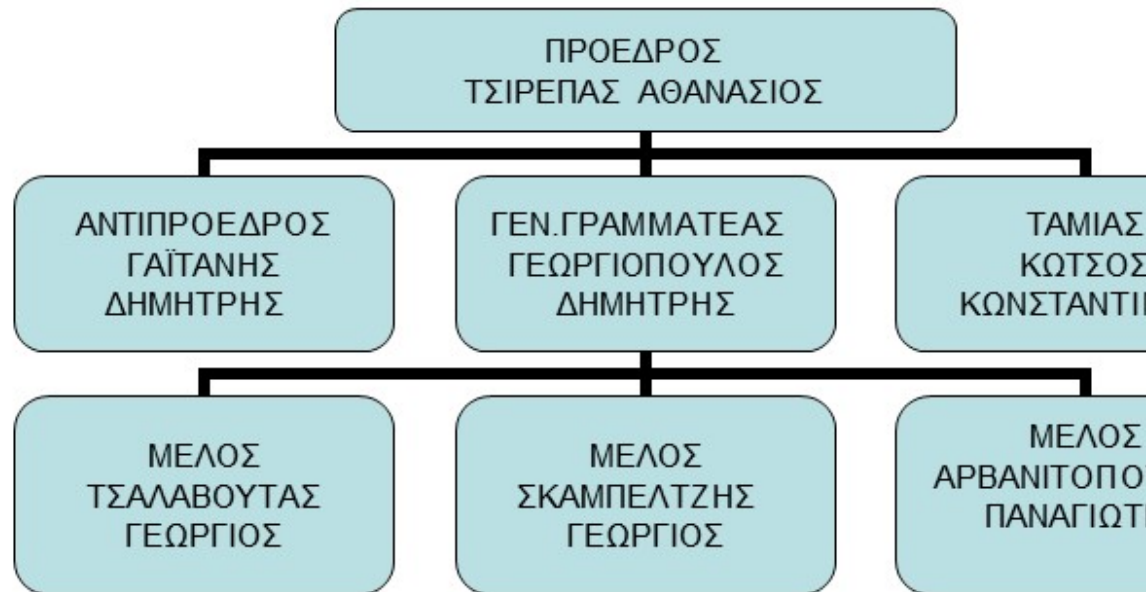 ΠΡΟΕΔΡΟΣ
ΤΣΙΡΕΠΑΣ ΑΘΑΝΑΣΙΟΣ
ΑΝΤΙΠΡΟΕΔΡΟΣ
ΓΑΪΤΑΝΗΣ
ΔΗΜΗΤΡΗΣ
ΓΕΝ.ΓΡΑΜΜΑΤΕΑΣ
ΓΕΩΡΓΙΟΠΟΥΛΟΣ
ΔΗΜΗΤΡΗΣ
ΤΑΜΙΑΣ
ΚΩΤΣΟΣ
ΜΕΛΟΣ
ΤΣΑΛΑΒΟΥΤΑΣ
ΓΕΩΡΓΙΟΣ
ΜΕΛΟΣ
ΣΚΑΜΠΕΛΤΖΗΣ
ΓΕΩΡΓΙΟΣ
ΜΕΛΟΣ